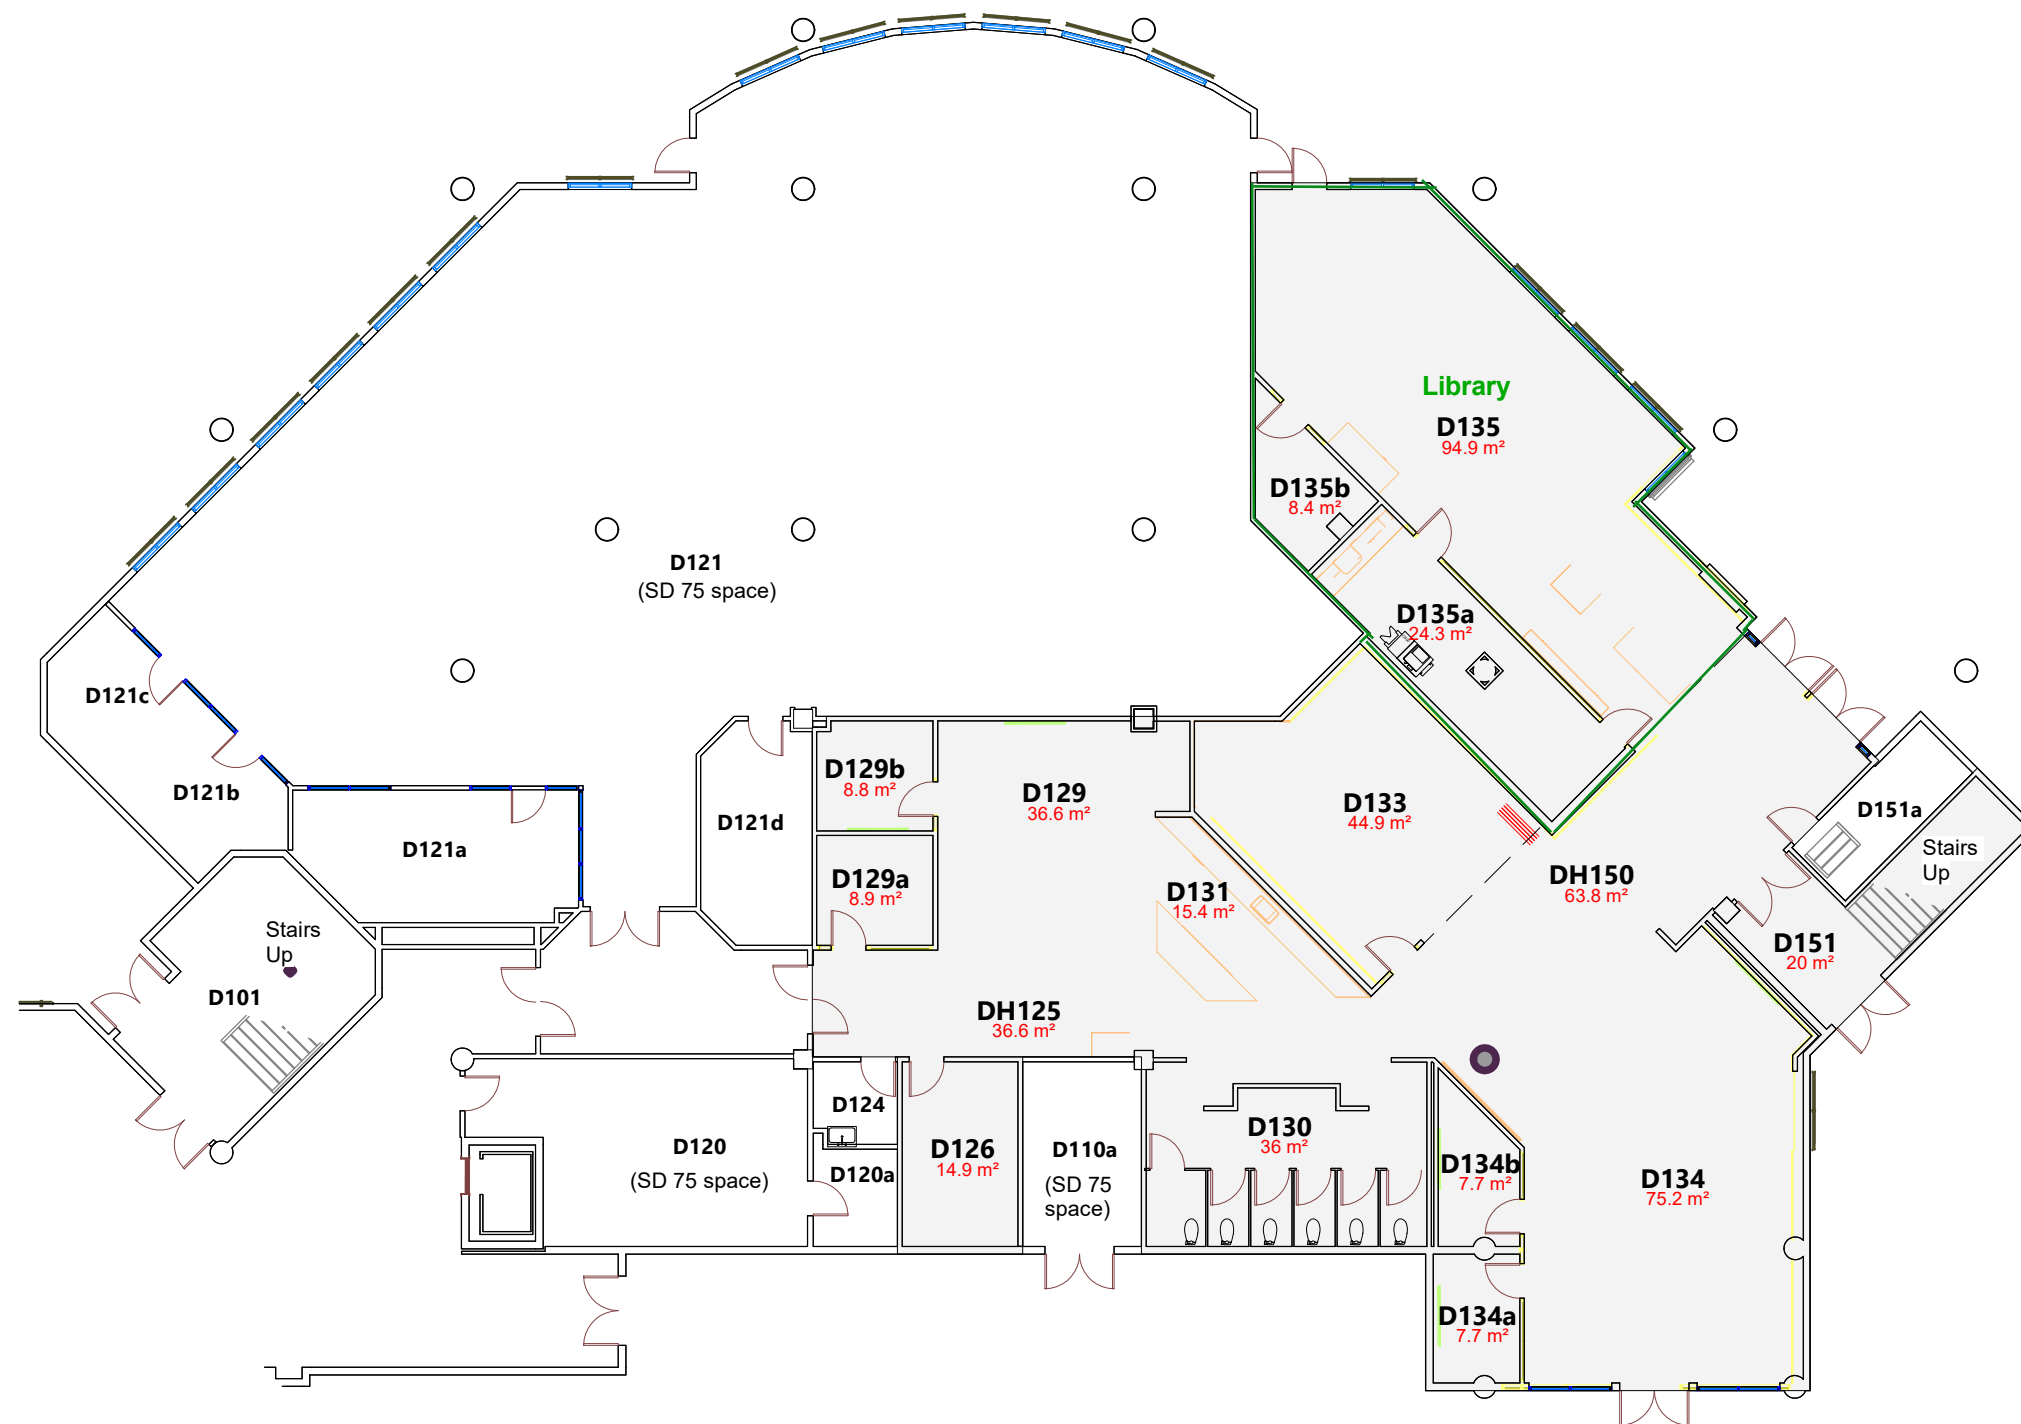 Library
D135
94.9 m²
D135b
8.4 m²
D121
(SD 75 space)
D135a
24.3 m²
D121c
D121b
D129b
8.8 m²
D129
36.6 m²
D133
44.9 m²
D151a
D121d
D121a
Stairs
Up
D129a
8.9 m²
D131
15.4 m²
DH150
63.8 m²
Stairs
Up
D151
20 m²
D101
DH125
36.6 m²
D124
D120
(SD 75 space)
D120a
D126
14.9 m²
D110a
(SD 75
space)
D130
36 m²
D134b
7.7 m²
D134
75.2 m²
D134a
7.7 m²